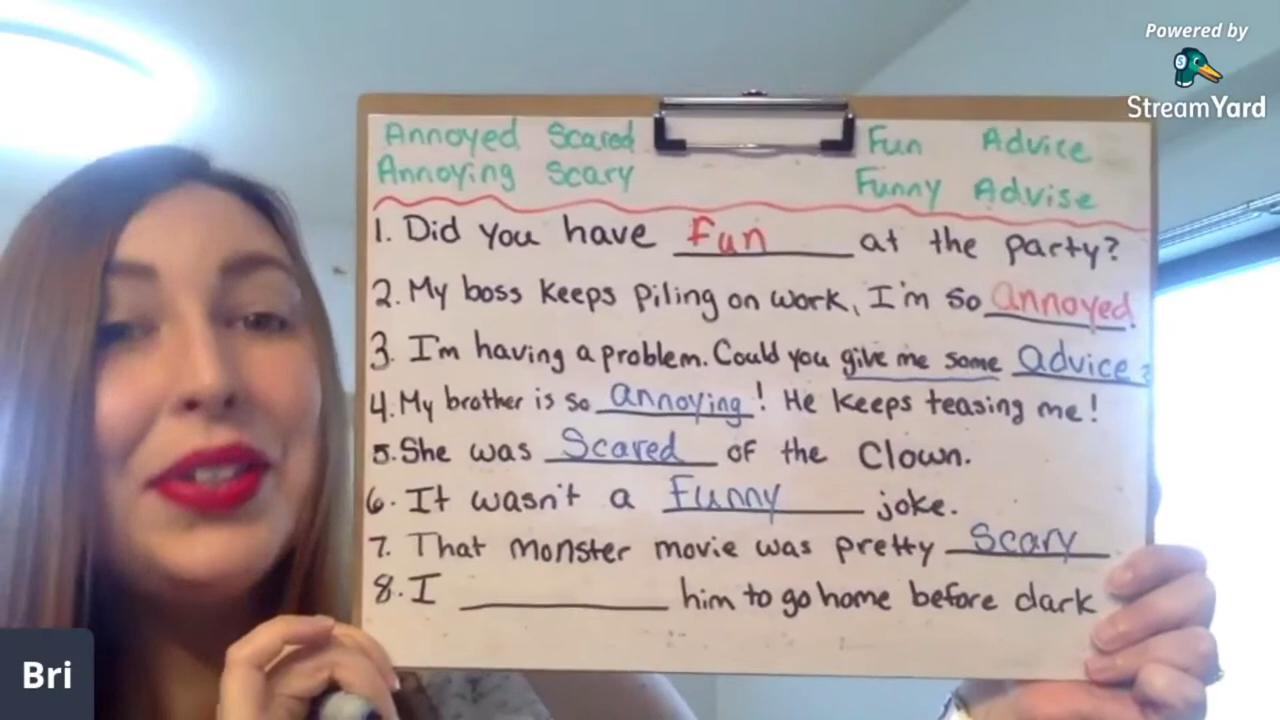 Powered by
StreamYard
Annoyed Scared Fun Advice
Annoying Scary Funny Advise
1. Did you have Fun at the party?
2. My boss keeps piling on work, I'm so annoyed.
3. I'm having a problem. Could you give me some advice?
4. My brother is so annoying! He keeps teasing me!
5. She was Scared of the Clown.
6. It wasn't a Funny joke.
7. That monster movie was pretty Scary
8. I ________ him to go home before dark
Bri